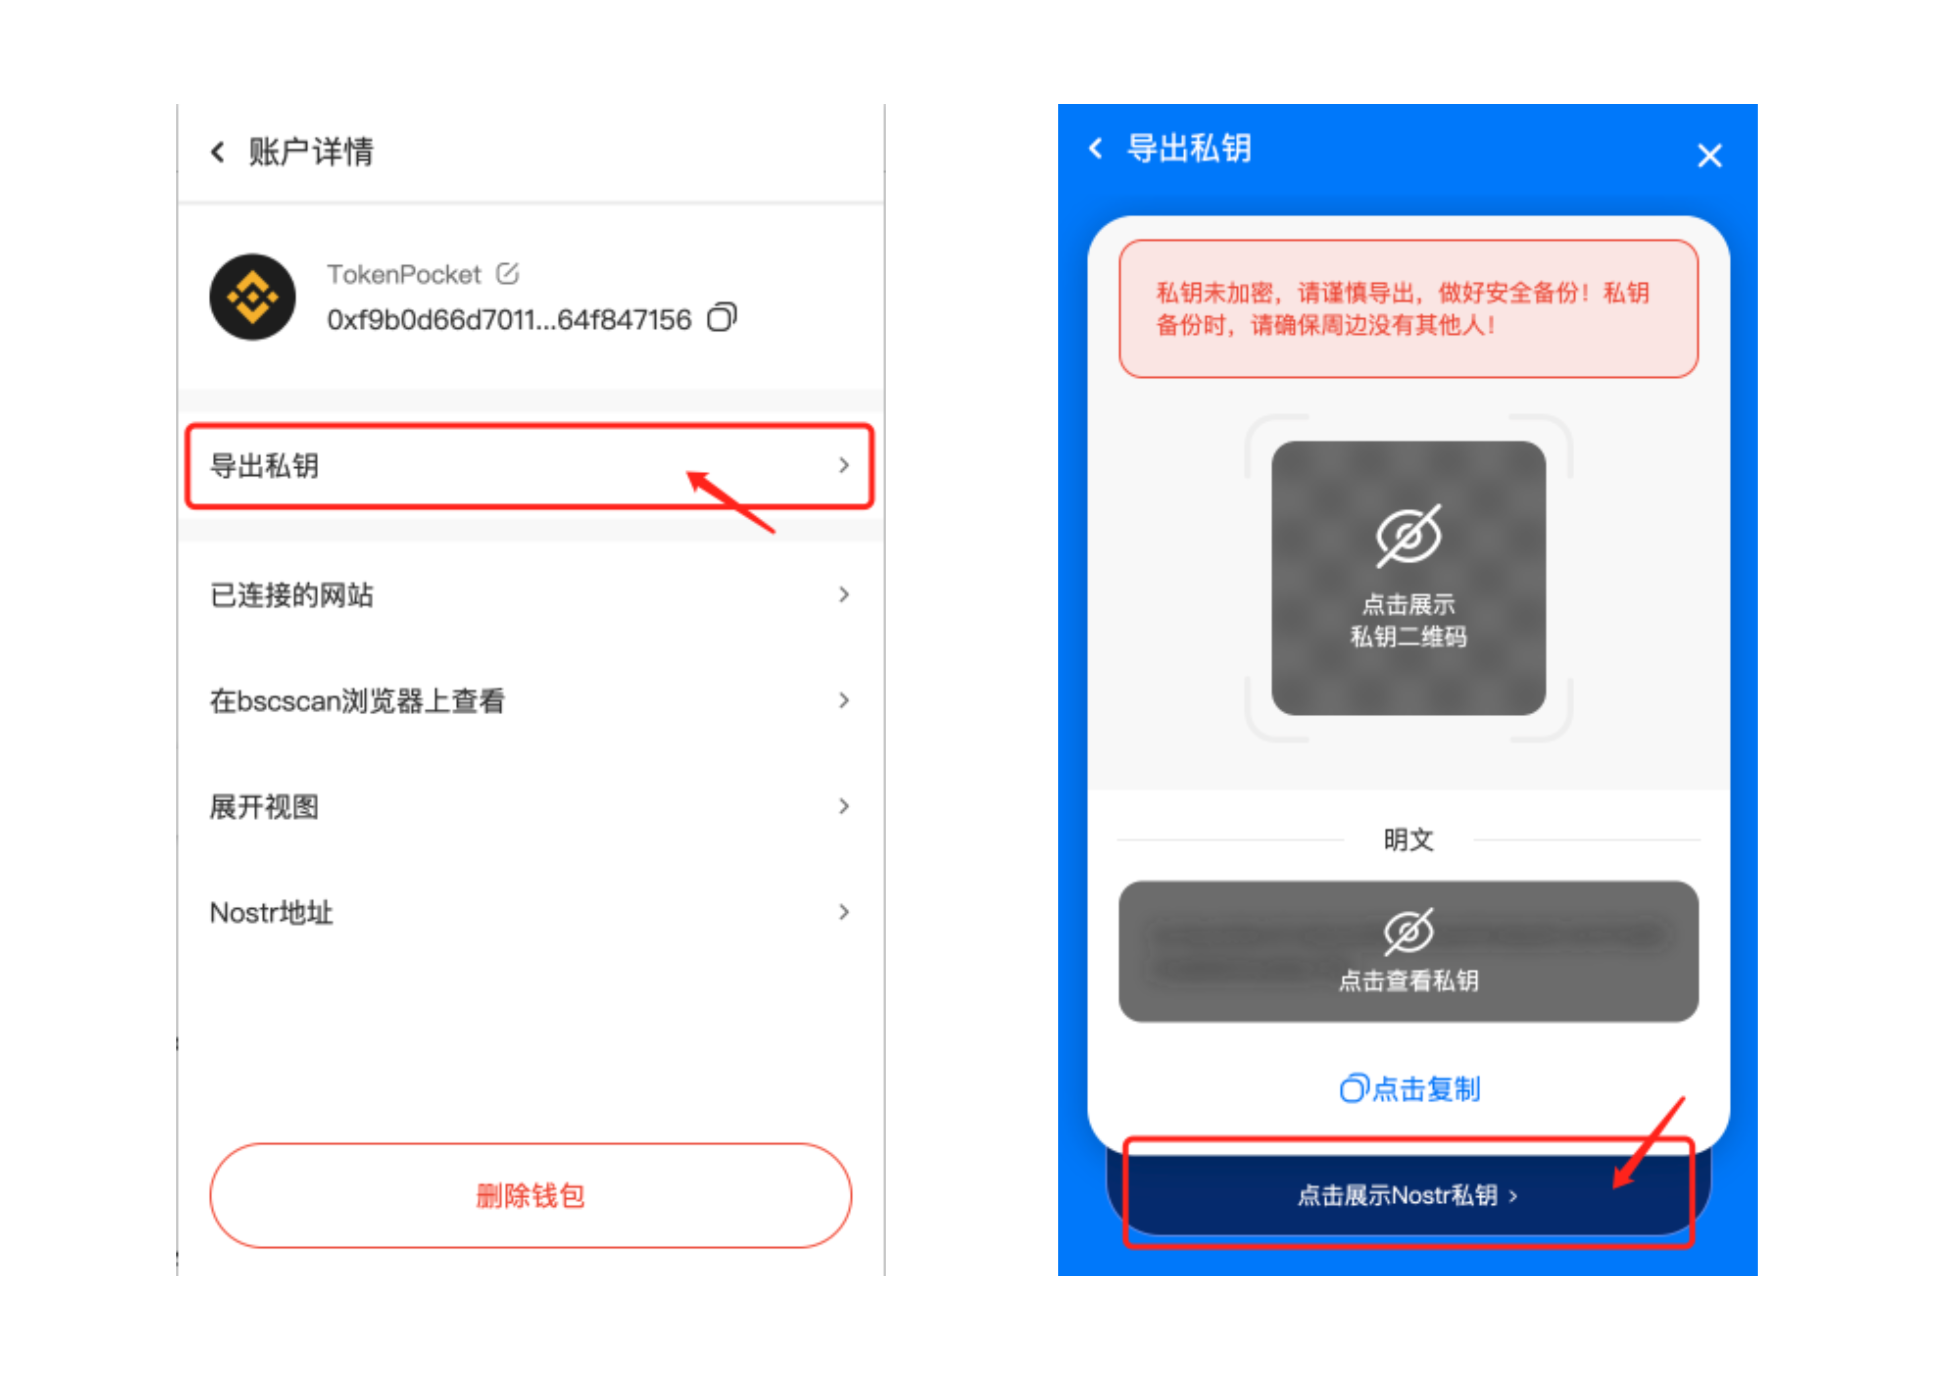 账户详情
TokenPocket
0xf9b0d66d7011...64f847156
导出私钥
已连接的网站
在bscscan浏览器上查看
展开视图
Nostr地址
删除钱包
导出私钥
私钥未加密，请谨慎导出，做好安全备份！私钥
备份时，请确保周边没有其他人！
点击展示
私钥二维码
明文
点击查看私钥
点击复制
点击展示Nostr私钥